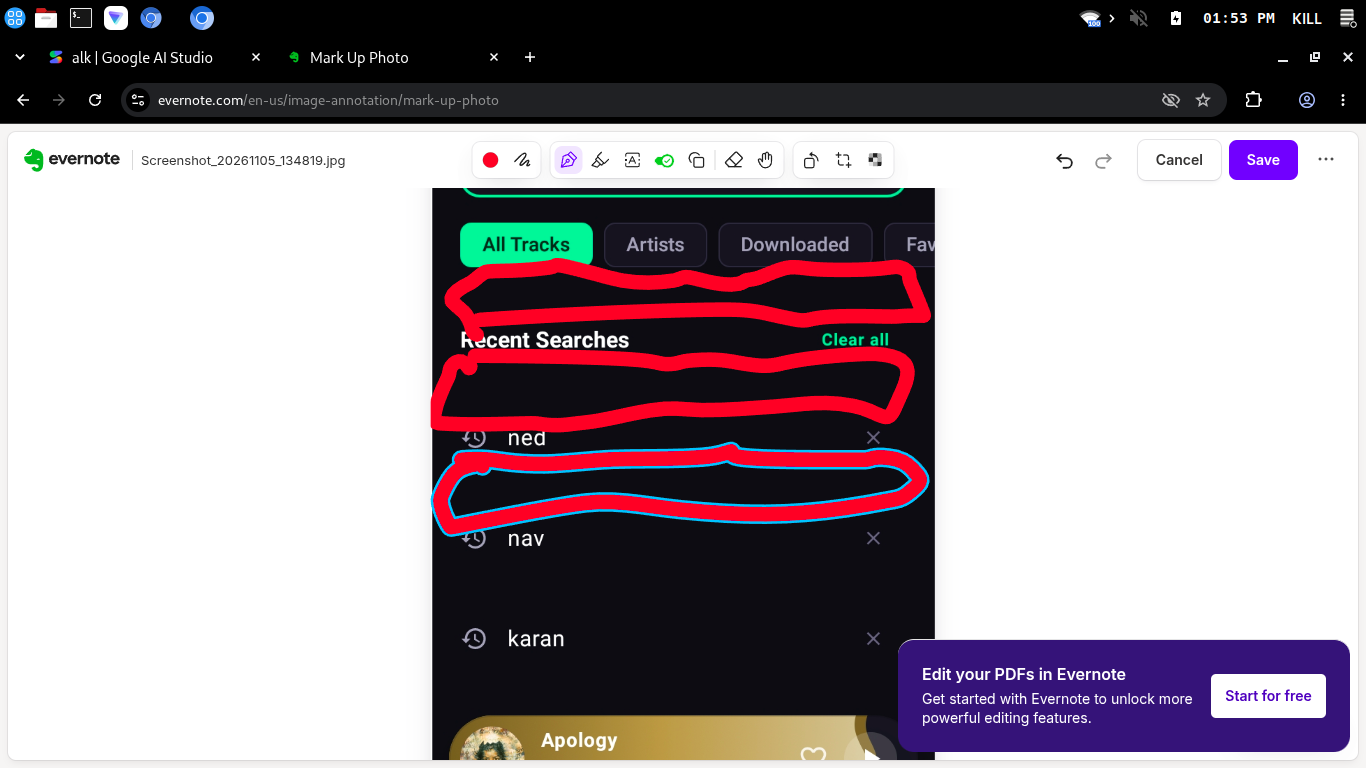 01:53 PM KILL
alk | Google AI Studio
Mark Up Photo
evernote.com/en-us/image-annotation/mark-up-photo
evernote
Screenshot_20261105_134819.jpg
Cancel
Save
All Tracks
Artists
Downloaded
Fav
Recent Searches
Clear all
ned
nav
karan
Apology
Edit your PDFs in Evernote
Get started with Evernote to unlock more
powerful editing features.
Start for free